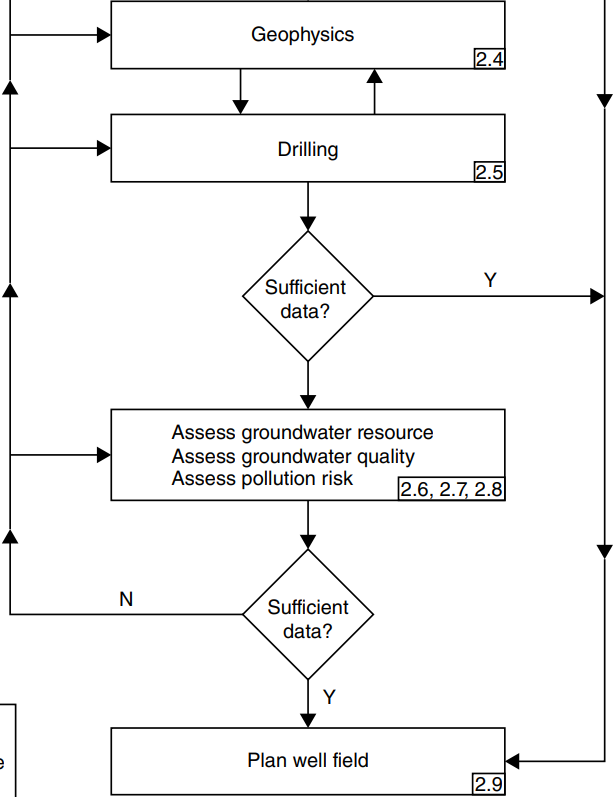 Geophysics
2.4
Drilling
2.5
Sufficient
data?
Y
Assess groundwater resource
Assess groundwater quality
Assess pollution risk
2.6, 2.7, 2.8
N
Sufficient
data?
Y
Plan well field
2.9
e